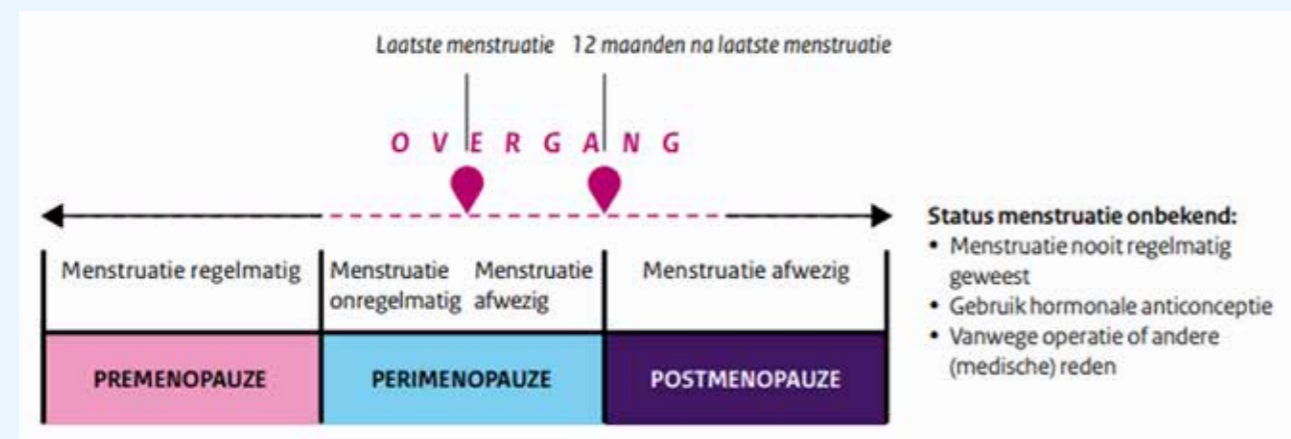 Laatste menstruatie 12 maanden na laatste menstruatie
OVERGANG
Menstruatie regelmatig
Menstruatie Menstruatie
onregelmatig afwezig
Menstruatie afwezig
PREMENOPAUZE
PERIMENOPAUZE
POSTMENOPAUZE
Status menstruatie onbekend:
• Menstruatie nooit regelmatig
geweest
• Gebruik hormonale anticonceptie
• Vanwege operatie of andere
(medische) reden